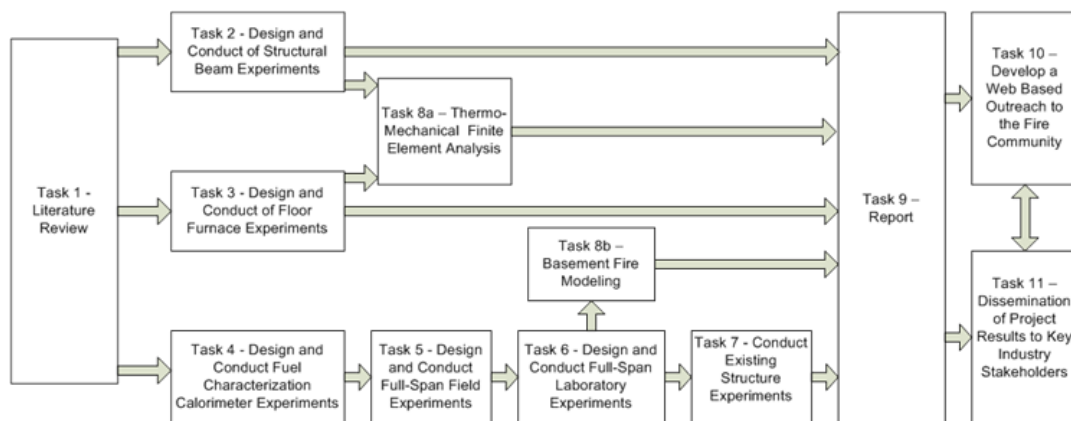 Task 1 -
Literature
Review
Task 2 - Design and
Conduct of Structural
Beam Experiments
Task 8a – Thermo-
Mechanical Finite
Element Analysis
Task 3 - Design and
Conduct of Floor
Furnace Experiments
Task 8b –
Basement Fire
Modeling
Task 4 - Design and
Conduct Fuel
Characterization
Calorimeter Experiments
Task 5 - Design
and Conduct
Full-Span Field
Experiments
Task 6 - Design and
Conduct Full-Span
Laboratory
Experiments
Task 7 - Conduct
Existing
Structure
Experiments
Task 9 –
Report
Task 10 –
Develop a
Web Based
Outreach to
the Fire
Community
Task 11 –
Dissemination
of Project
Results to Key
Industry
Stakeholders